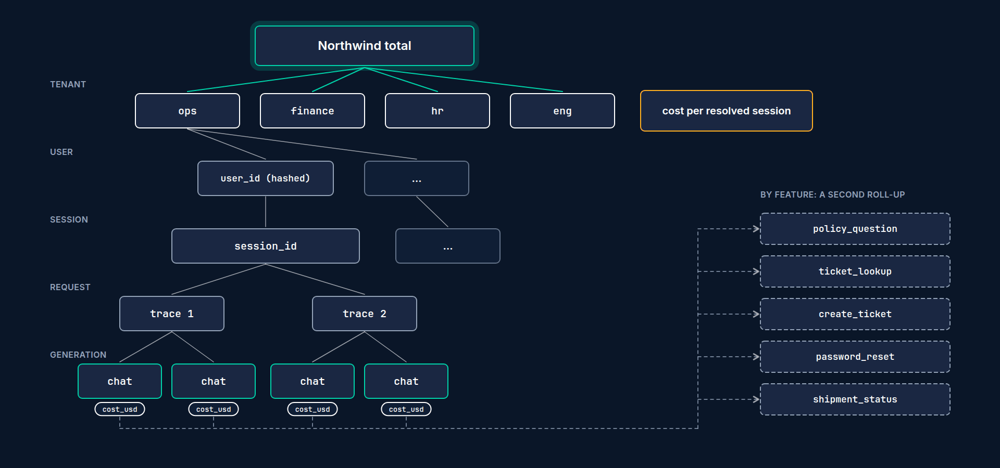 Northwind total
TENANT
ops
finance
hr
eng
cost per resolved session
USER
user_id (hashed)
...
BY FEATURE: A SECOND ROLL-UP
SESSION
session_id
...
policy_question
ticket_lookup
REQUEST
trace 1
trace 2
create_ticket
GENERATION
password_reset
chat
chat
chat
chat
shipment_status
cost_usd
cost_usd
cost_usd
cost_usd